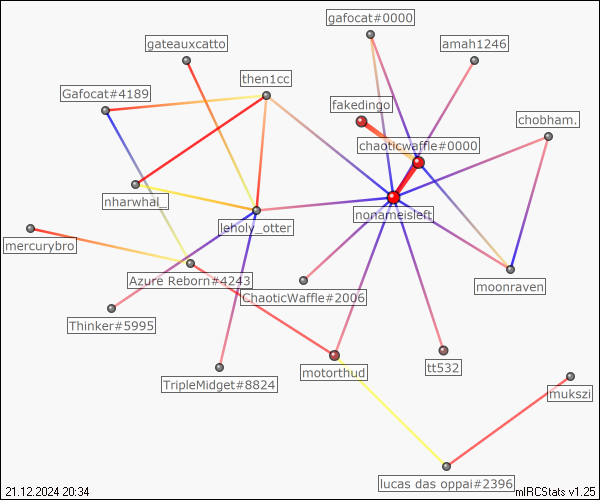 gafocat#0000
gateauxcatto
amah1246
then1cc
Gafocat#4189
fakedingo
chobham.
chaoticwaffle#0000
nharwhal_
nonameisleft
leholy_otter
mercurybro
Azure Reborn#4243
moonraven
ChaoticWaffle#2006
Thinker#5995
tt532
motorthud
TripleMidget#8824
mukszi
lucas das oppai#2396
21.12.2024 20:34
mIRCStats v1.25